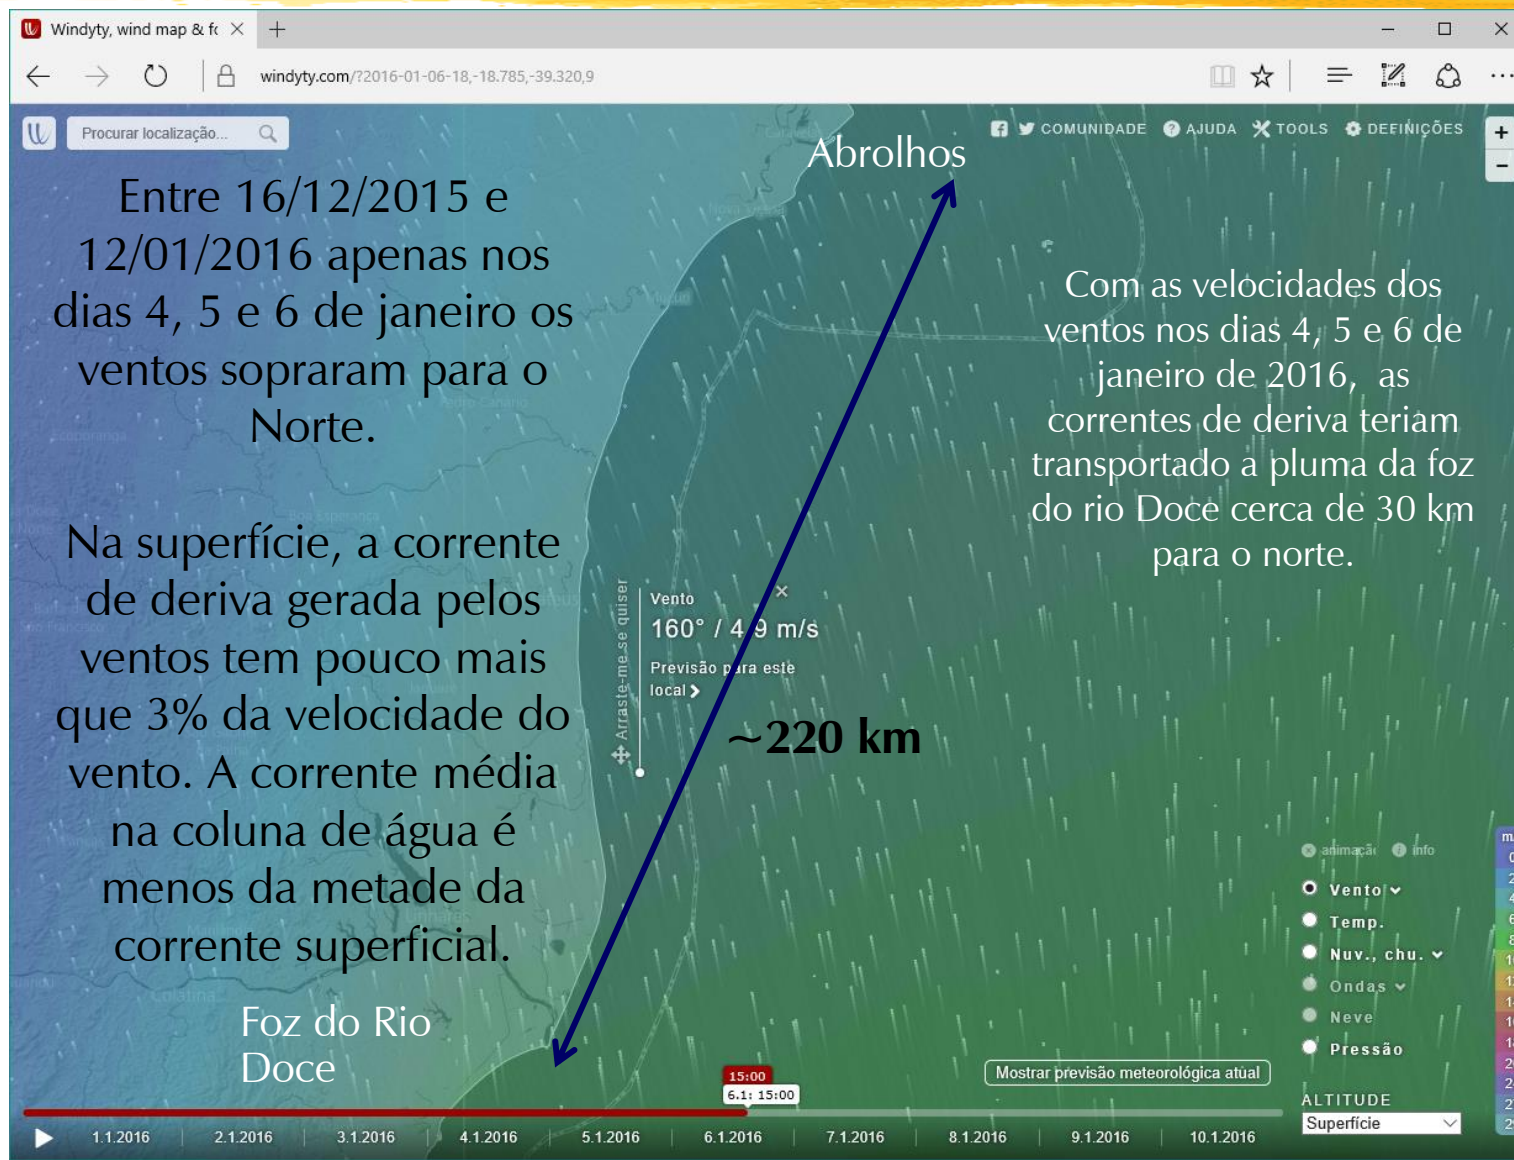 Windyty, wind map & fo
windyty.com/?2016-01-06-18,-18.785,-39.320,9
Procurar localização...
COMUNIDADE AJUDA TOOLS DEFINIÇÕES
+
−
Abrolhos
Caravelas
Entre 16/12/2015 e
12/01/2016 apenas nos
dias 4, 5 e 6 de janeiro os
ventos sopraram para o
Norte.
Com as velocidades dos
ventos nos dias 4, 5 e 6 de
janeiro de 2016, as
correntes de deriva teriam
transportado a pluma da foz
do rio Doce cerca de 30 km
para o norte.
Mucuri
Ecoporanga
Na superfície, a corrente
de deriva gerada pelos
ventos tem pouco mais
que 3% da velocidade do
vento. A corrente média
na coluna de água é
menos da metade da
corrente superficial.
Arraste-me se quiser
Vento
160° / 4.9 m/s
Previsão para este
local
~220 km
Linhares
Colatina
Foz do Rio
Doce
animaçã info
Vento
Temp.
Nuv., chu.
Ondas
Neve
Pressão
Mostrar previsão meteorológica atual
ALTITUDE
Superfície
15:00
6.1: 15:00
1.1.2016 2.1.2016 3.1.2016 4.1.2016 5.1.2016 6.1.2016 7.1.2016 8.1.2016 9.1.2016 10.1.2016